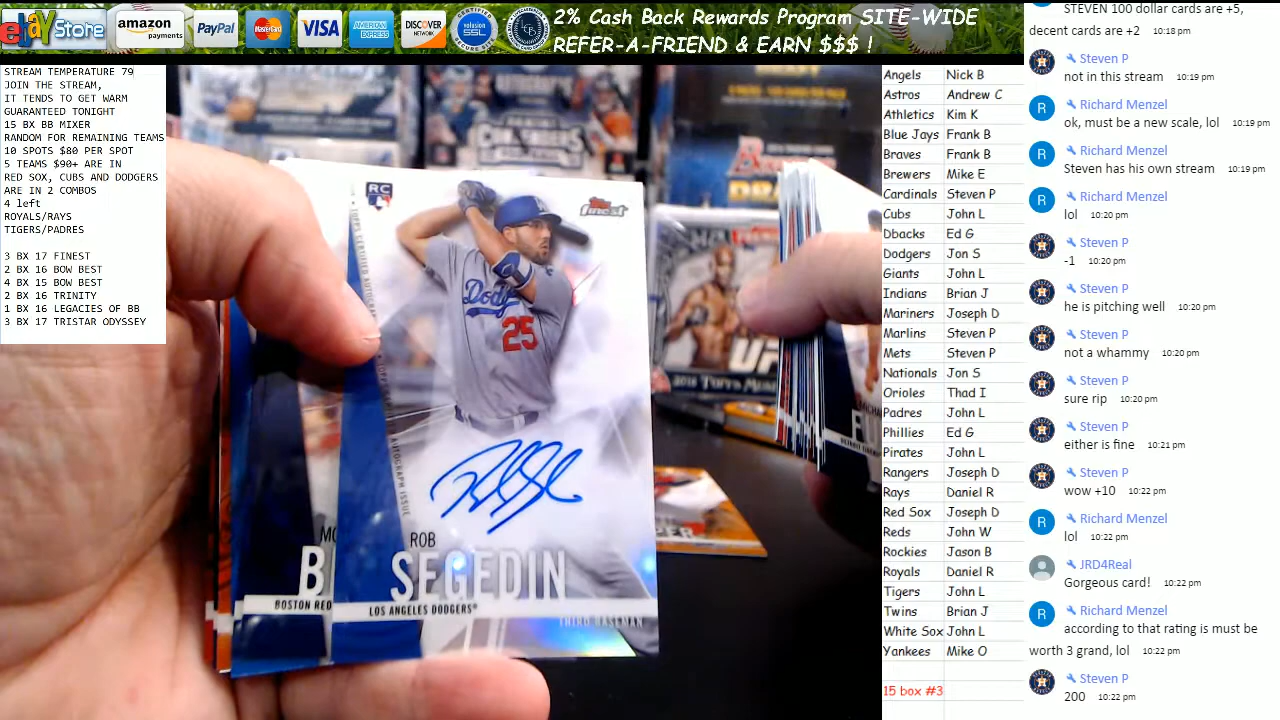 ebay Store
amazon payments
PayPal
MasterCard
VISA
AMERICAN EXPRESS
DISCOVER NETWORK
volusion SSL CERTIFIED
2% Cash Back Rewards Program SITE-WIDE
REFER-A-FRIEND & EARN $$$ !
STREAM TEMPERATURE 79
JOIN THE STREAM,
IT TENDS TO GET WARM
GUARANTEED TONIGHT
15 BX BB MIXER
RANDOM FOR REMAINING TEAMS
10 SPOTS $80 PER SPOT
5 TEAMS $90+ ARE IN
RED SOX, CUBS AND DODGERS
ARE IN 2 COMBOS
4 left
ROYALS/RAYS
TIGERS/PADRES
3 BX 17 FINEST
2 BX 16 BOW BEST
4 BX 15 BOW BEST
2 BX 16 TRINITY
1 BX 16 LEGACIES OF BB
3 BX 17 TRISTAR ODYSSEY
RC
Topps finest
Dodg
25
ROB
SEGEDIN
LOS ANGELES DODGERS
THIRD BASEMAN
MO
B
BOSTON RED
UF
Angels Nick B
Astros Andrew C
Athletics Kim K
Blue Jays Frank B
Braves Frank B
Brewers Mike E
Cardinals Steven P
Cubs John L
Dbacks Ed G
Dodgers Jon S
Giants John L
Indians Brian J
Mariners Joseph D
Marlins Steven P
Mets Steven P
Nationals Jon S
Orioles Thad I
Padres John L
Phillies Ed G
Pirates John L
Rangers Joseph D
Rays Daniel R
Red Sox Joseph D
Reds John W
Rockies Jason B
Royals Daniel R
Tigers John L
Twins Brian J
White Sox John L
Yankees Mike O
15 box #3
STEVEN 100 dollar cards are +5,
decent cards are +2 10:18 pm
Steven P
not in this stream 10:19 pm
R Richard Menzel
ok, must be a new scale, lol 10:19 pm
R Richard Menzel
Steven has his own stream 10:19 pm
R Richard Menzel
lol 10:20 pm
Steven P
-1 10:20 pm
Steven P
he is pitching well 10:20 pm
Steven P
not a whammy 10:20 pm
Steven P
sure rip 10:20 pm
Steven P
either is fine 10:21 pm
Steven P
wow +10 10:22 pm
R Richard Menzel
lol 10:22 pm
JRD4Real
Gorgeous card! 10:22 pm
R Richard Menzel
according to that rating is must be
worth 3 grand, lol 10:22 pm
Steven P
200 10:22 pm